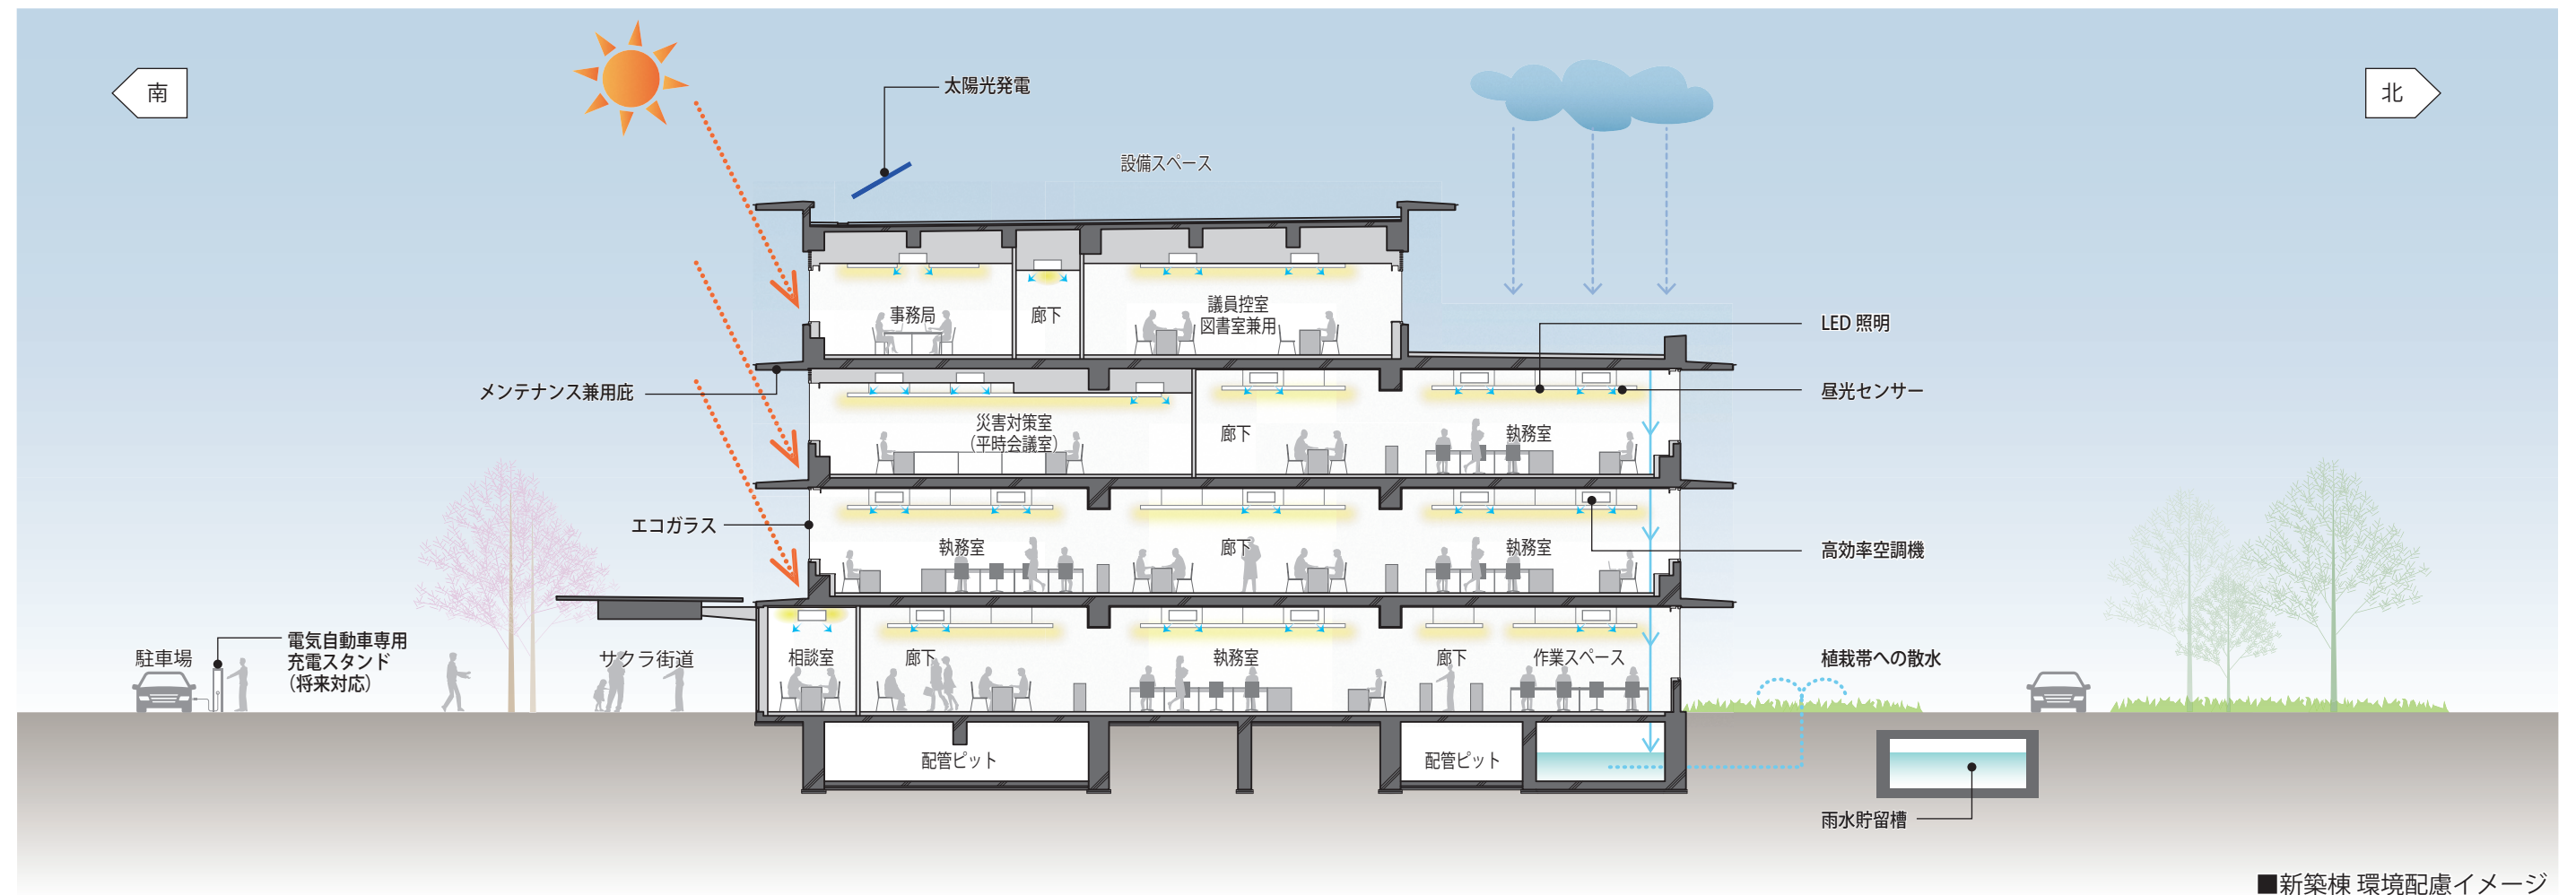 南
北
太陽光発電
設備スペース
事務局
廊下
議員控室
図書室兼用
LED 照明
メンテナンス兼用庇
昼光センサー
災害対策室
（平時会議室）
廊下
執務室
エコガラス
執務室
廊下
執務室
高効率空調機
駐車場
電気自動車専用
充電スタンド
（将来対応）
サクラ街道
相談室
廊下
執務室
廊下
作業スペース
植栽帯への散水
配管ピット
配管ピット
雨水貯留槽
■新築棟 環境配慮イメージ